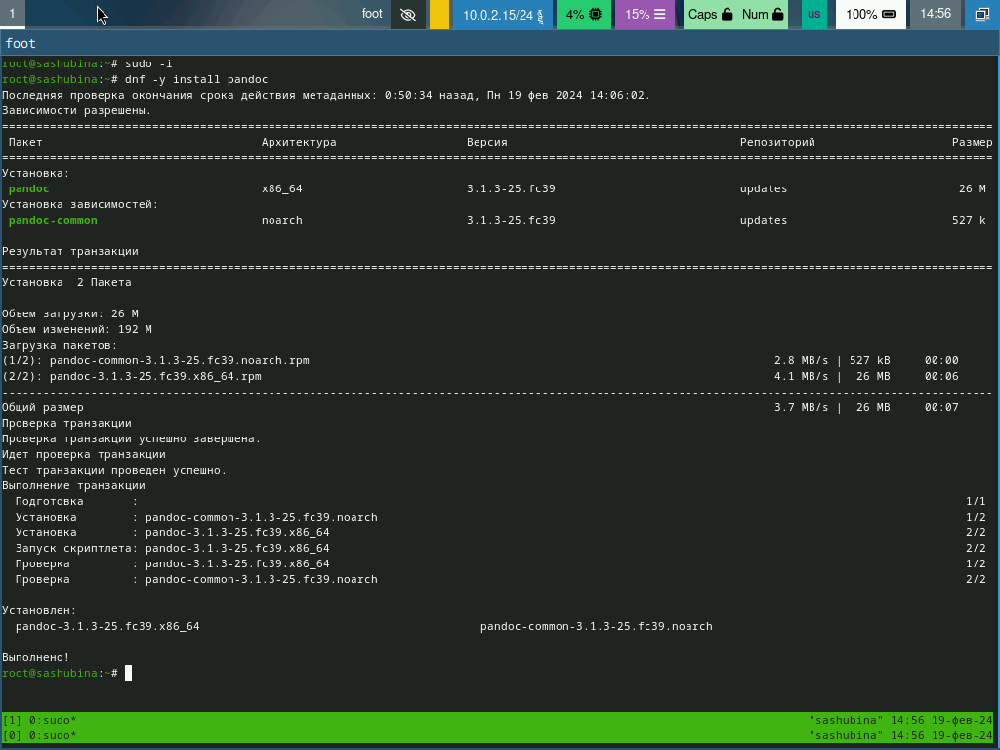 1 foot 10.0.2.15/24 4% 15% Caps Num us 100% 14:56
foot
root@sashubina:~# sudo -i
root@sashubina:~# dnf -y install pandoc
Последняя проверка окончания срока действия метаданных: 0:50:34 назад, Пн 19 фев 2024 14:06:02.
Зависимости разрешены.
================================================================================
Пакет Архитектура Версия Репозиторий Размер
================================================================================
Установка:
pandoc x86_64 3.1.3-25.fc39 updates 26 M
Установка зависимостей:
pandoc-common noarch 3.1.3-25.fc39 updates 527 k
Результат транзакции
================================================================================
Установка  2 Пакета
Объем загрузки: 26 M
Объем изменений: 192 M
Загрузка пакетов:
(1/2): pandoc-common-3.1.3-25.fc39.noarch.rpm 2.8 MB/s | 527 kB 00:00
(2/2): pandoc-3.1.3-25.fc39.x86_64.rpm 4.1 MB/s |  26 MB 00:06
--------------------------------------------------------------------------------
Общий размер 3.7 MB/s |  26 MB 00:07
Проверка транзакции
Проверка транзакции успешно завершена.
Идет проверка транзакции
Тест транзакции проведен успешно.
Выполнение транзакции
Подготовка : 1/1
Установка : pandoc-common-3.1.3-25.fc39.noarch 1/2
Установка : pandoc-3.1.3-25.fc39.x86_64 2/2
Запуск скриптлета: pandoc-3.1.3-25.fc39.x86_64 2/2
Проверка : pandoc-3.1.3-25.fc39.x86_64 1/2
Проверка : pandoc-common-3.1.3-25.fc39.noarch 2/2
Установлен:
pandoc-3.1.3-25.fc39.x86_64 pandoc-common-3.1.3-25.fc39.noarch
Выполнено!
root@sashubina:~#
[1] 0:sudo* "sashubina" 14:56 19-фев-24
[0] 0:sudo* "sashubina" 14:56 19-фев-24